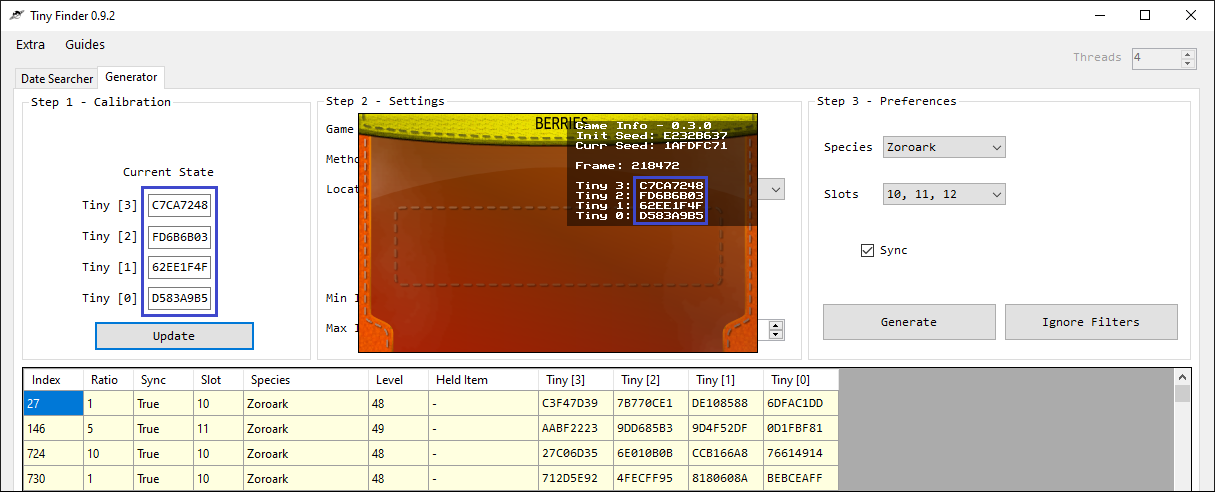 Tiny Finder 0.9.2
Extra Guides
Threads 4
Date Searcher Generator
Step 1 - Calibration
Current State
Tiny [3] C7CA7248
Tiny [2] FD6B6B03
Tiny [1] 62EE1F4F
Tiny [0] D583A9B5
Update
Step 2 - Settings
Game
Metho
Locat
Min I
Max I
BERRIES
Game Info - 0.3.0
Init Seed: E232B637
Curr Seed: 1AFDFC71
Frame: 218472
Tiny 3: C7CA7248
Tiny 2: FD6B6B03
Tiny 1: 62EE1F4F
Tiny 0: D583A9B5
Step 3 - Preferences
Species Zoroark
Slots 10, 11, 12
Sync
Generate Ignore Filters
Index Ratio Sync Slot Species Level Held Item Tiny [3] Tiny [2] Tiny [1] Tiny [0]
27 1 True 10 Zoroark 48 - C3F47D39 7B770CE1 DE108588 6DFAC1DD
146 5 True 11 Zoroark 49 - AABF2223 9DD685B3 9D4F52DF 0D1FBF81
724 10 True 10 Zoroark 48 - 27C06D35 6E010B0B CCB166A8 76614914
730 1 True 10 Zoroark 48 - 712D5E92 4FECFF95 8180608A BEBCEAFF